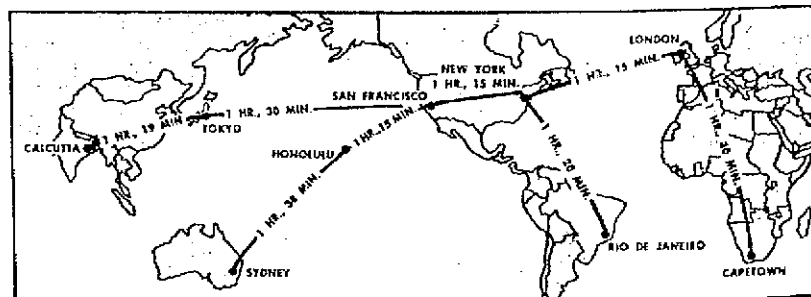 LONDON
NEW YORK
1 HR., 15 MIN.
1 HR., 15 MIN.
SAN FRANCISCO
1 HR., 30 MIN.
TOKYO
1 HR., 19 MIN.
CALCUTTA
HONOLULU
1 HR., 15 MIN.
1 HR., 38 MIN.
SYDNEY
1 HR., 20 MIN.
RIO DE JANEIRO
1 HR., 30 MIN.
CAPETOWN